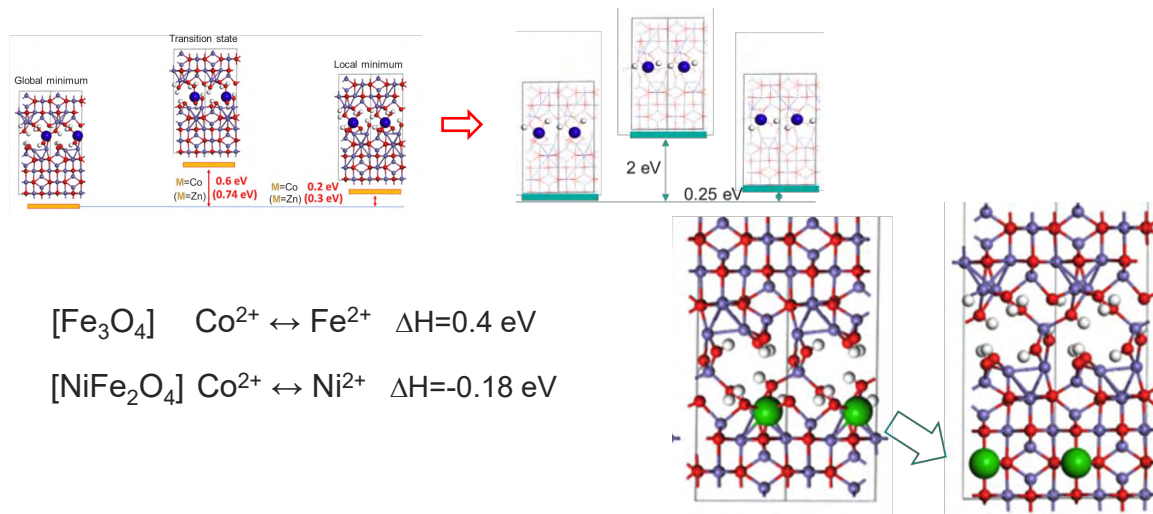 Transition state
Global minimum
Local minimum
M=Co 0.6 eV
(M=Zn) (0.74 eV)
M=Co 0.2 eV
(M=Zn) (0.3 eV)
2 eV
0.25 eV
[Fe3O4] Co2+ ↔ Fe2+ ΔH=0.4 eV
[NiFe2O4] Co2+ ↔ Ni2+ ΔH=-0.18 eV